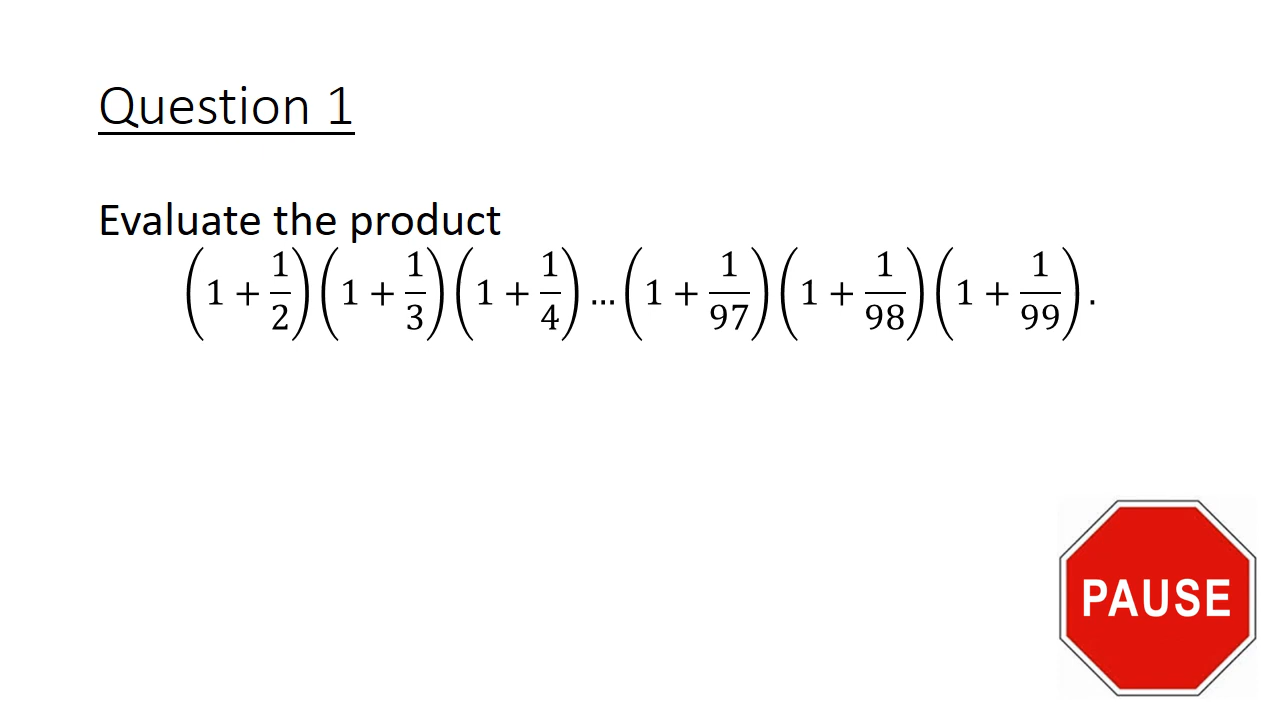 Question 1
Evaluate the product
(1 + 1/2)(1 + 1/3)(1 + 1/4) ... (1 + 1/97)(1 + 1/98)(1 + 1/99).
PAUSE